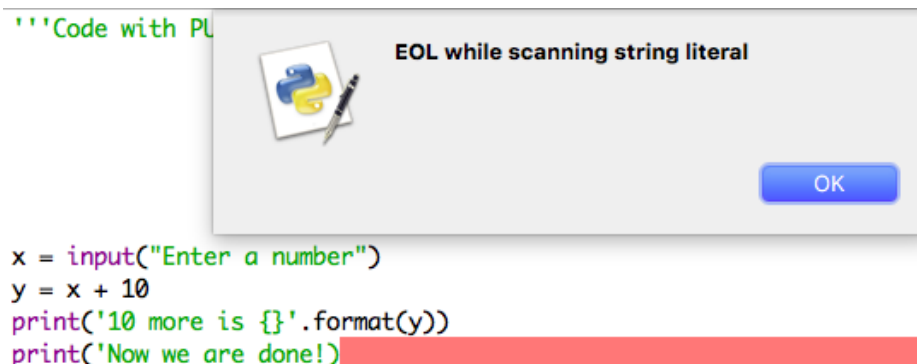 '''Code with PU
EOL while scanning string literal
OK
x = input("Enter a number")
y = x + 10
print('10 more is {}'.format(y))
print('Now we are done!)